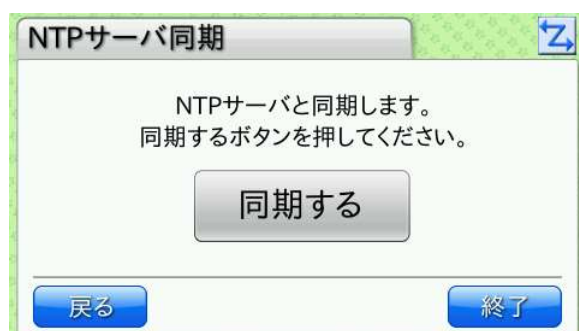 NTPサーバ同期
NTPサーバと同期します。
同期するボタンを押してください。
同期する
戻る
終了